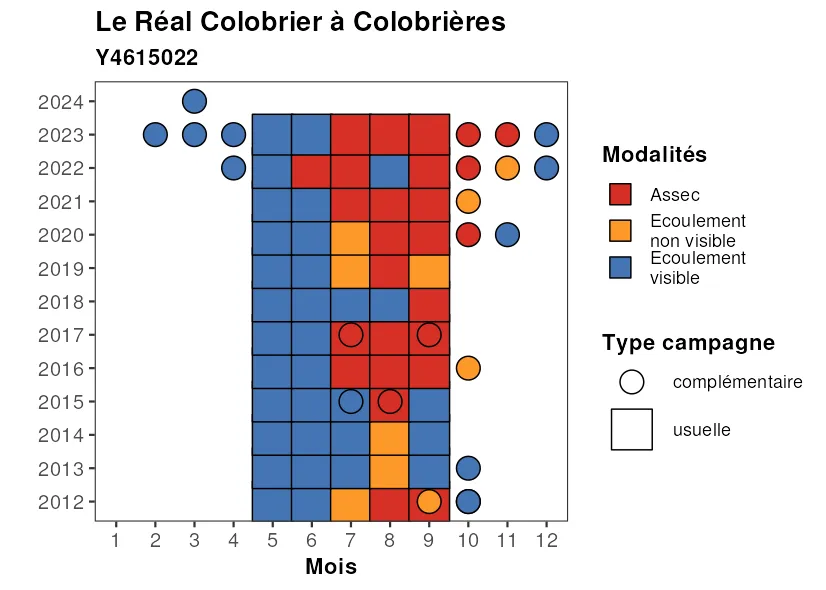 Le Réal Colobrier à Colobrières
Y4615022
2024
2023
2022
2021
2020
2019
2018
2017
2016
2015
2014
2013
2012
1 2 3 4 5 6 7 8 9 10 11 12
Mois
Modalités
Assec
Ecoulement
non visible
Ecoulement
visible
Type campagne
complémentaire
usuelle